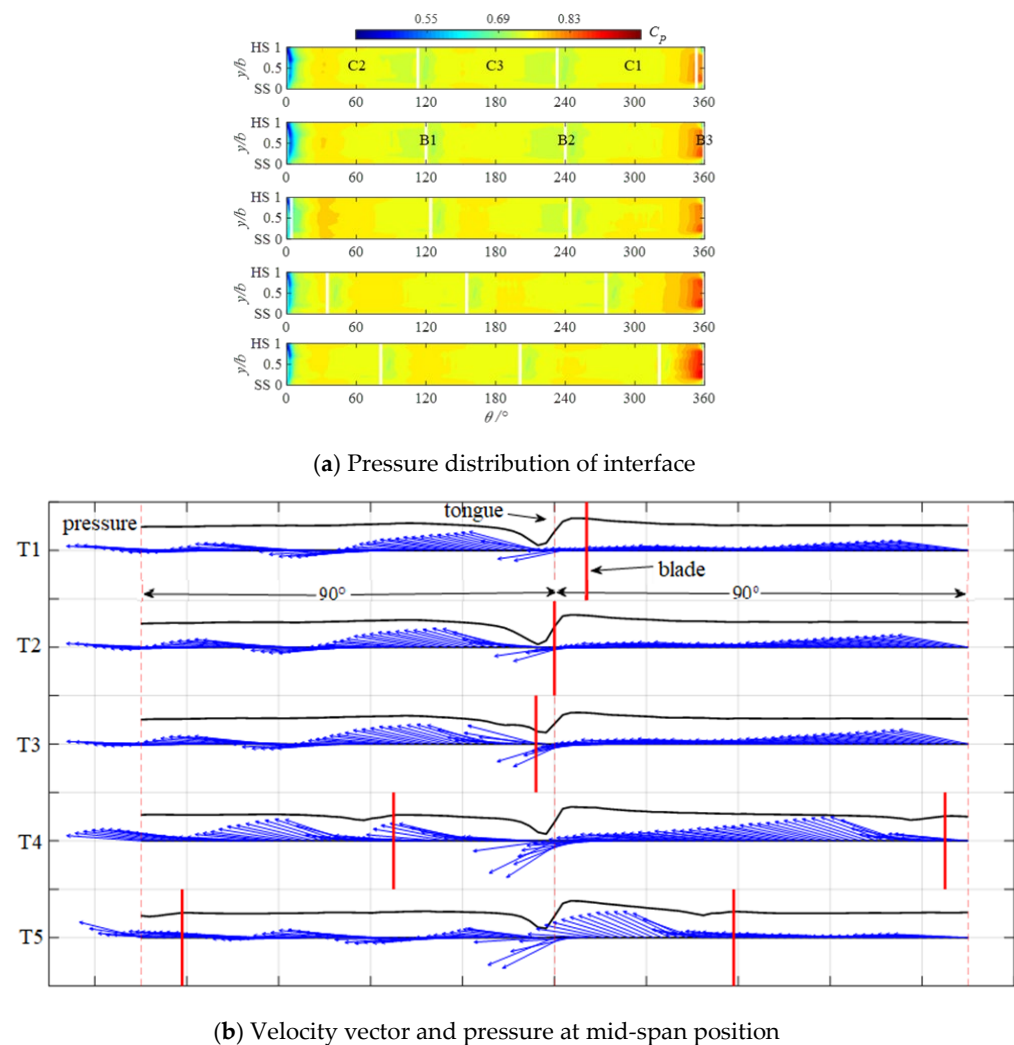 0.55 0.69 0.83
C_p
HS 1
C2 C3 C1
y/b 0.5
SS 0
0 60 120 180 240 300 360
HS 1
y/b 0.5 B1 B2 B3
SS 0
0 60 120 180 240 300 360
HS 1
y/b 0.5
SS 0
0 60 120 180 240 300 360
HS 1
y/b 0.5
SS 0
0 60 120 180 240 300 360
HS 1
y/b 0.5
SS 0
0 60 120 180 240 300 360
θ/°
(a) Pressure distribution of interface
pressure tongue
T1
blade
90° 90°
T2
T3
T4
T5
(b) Velocity vector and pressure at mid-span position